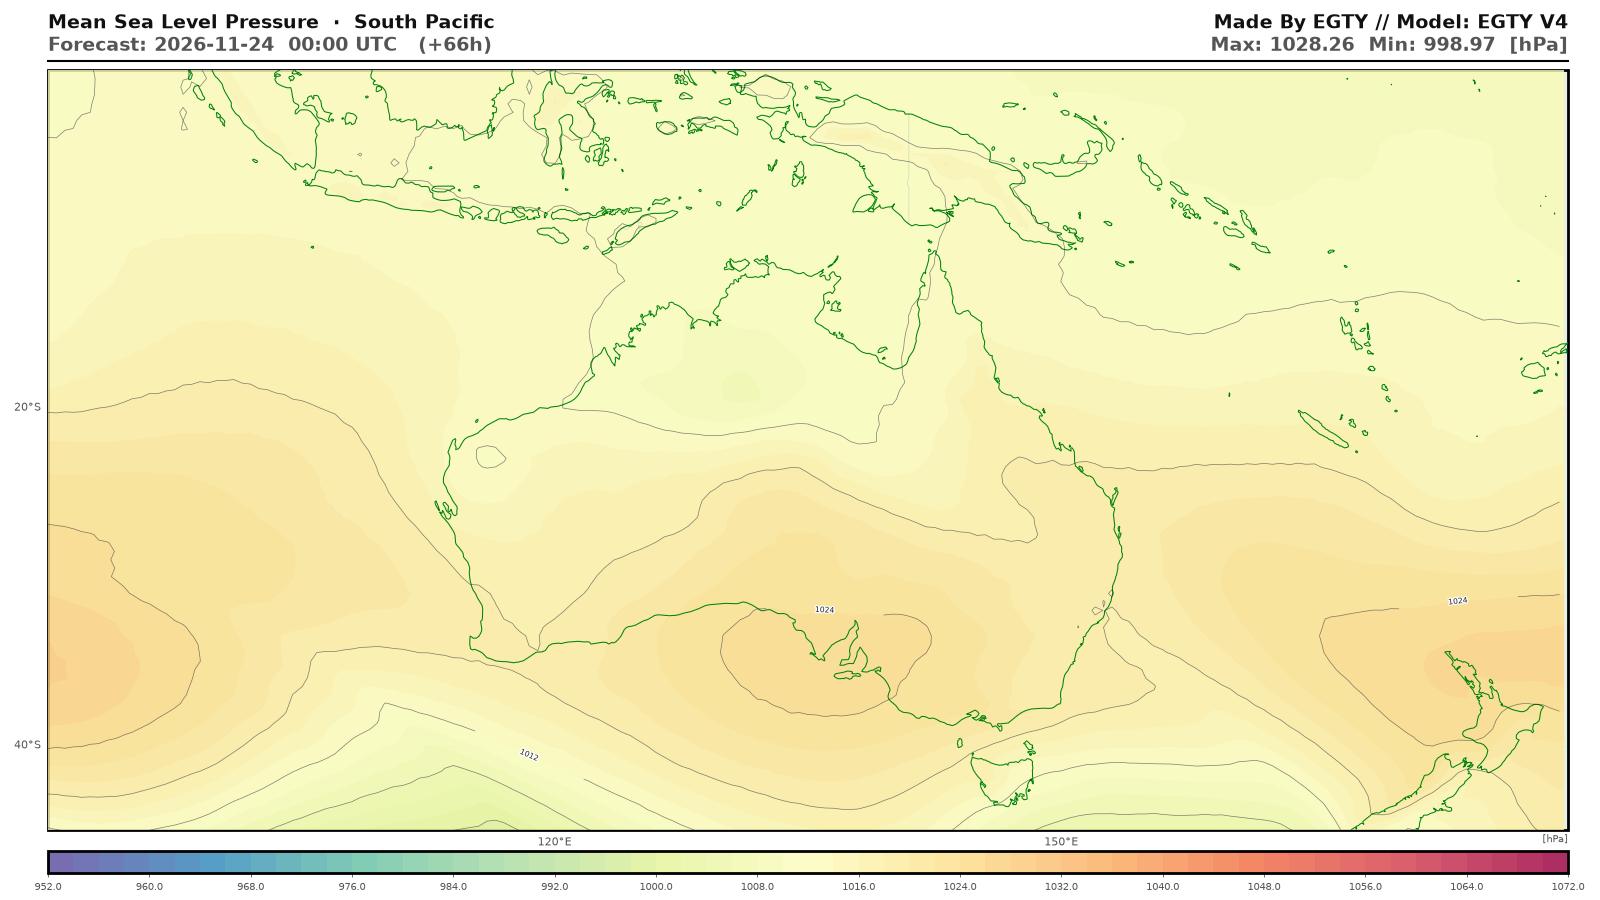 Mean Sea Level Pressure · South Pacific
Made By EGTY // Model: EGTY V4
Forecast: 2026-11-24 00:00 UTC (+66h)
Max: 1028.26 Min: 998.97 [hPa]
20°S
1024
1024
40°S
1012
120°E
150°E
[hPa]
952.0 960.0 968.0 976.0 984.0 992.0 1000.0 1008.0 1016.0 1024.0 1032.0 1040.0 1048.0 1056.0 1064.0 1072.0